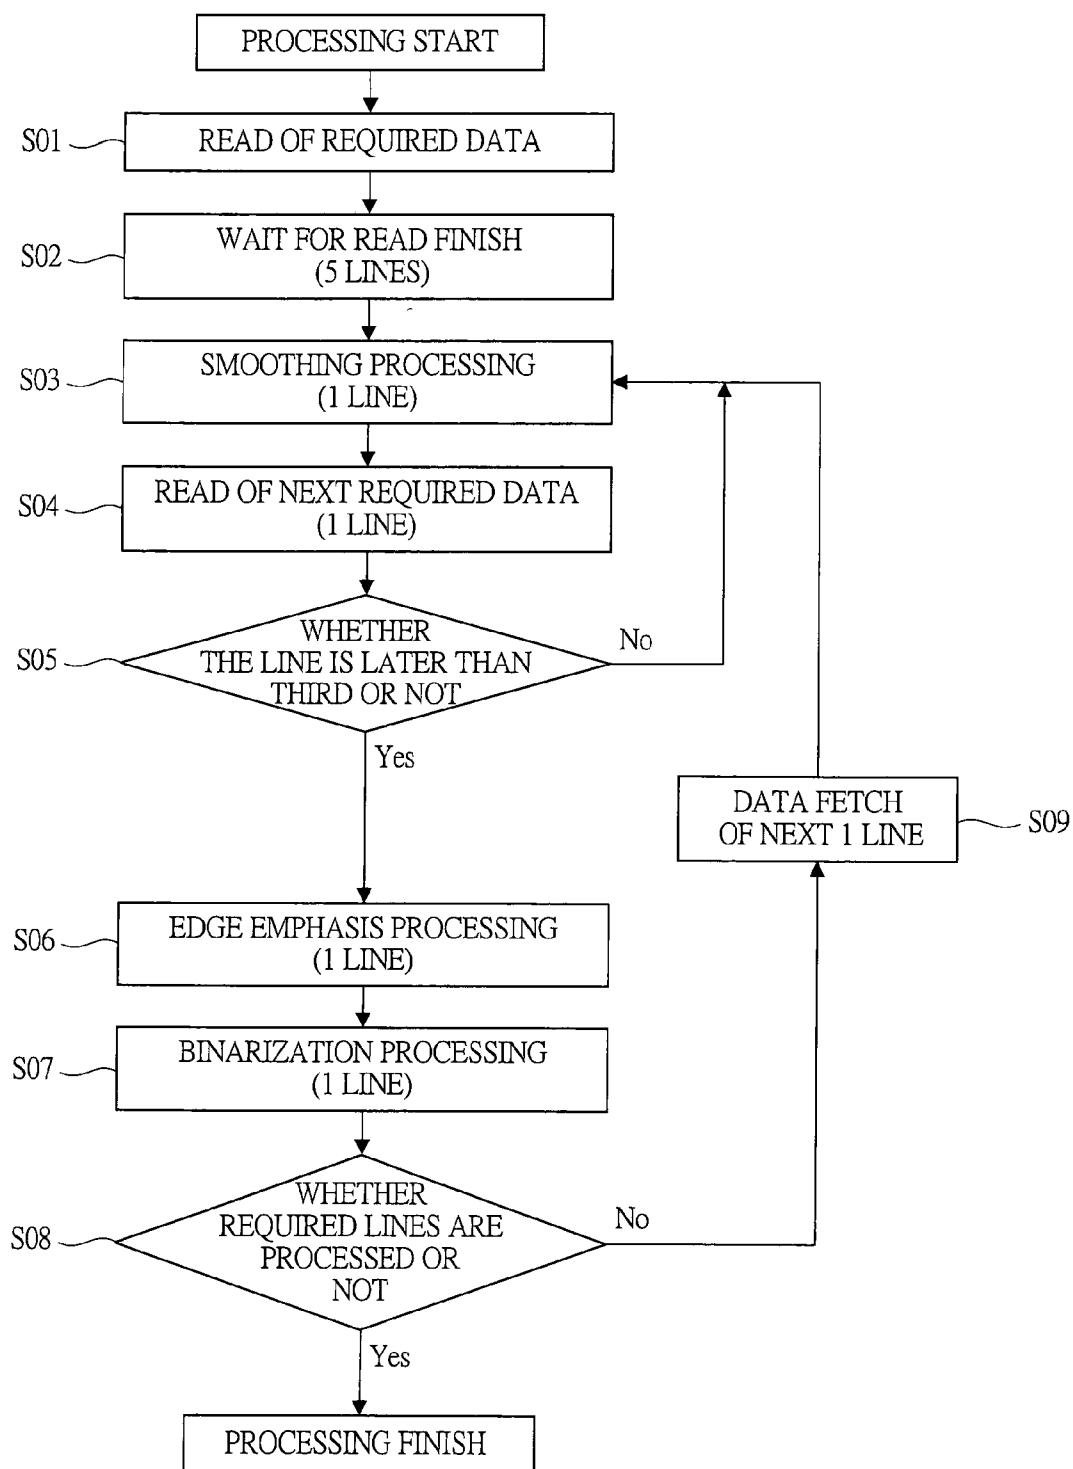 PROCESSING START
S01
READ OF REQUIRED DATA
S02
WAIT FOR READ FINISH
(5 LINES)
S03
SMOOTHING PROCESSING
(1 LINE)
S04
READ OF NEXT REQUIRED DATA
(1 LINE)
S05
WHETHER
THE LINE IS LATER THAN
THIRD OR NOT
No
Yes
DATA FETCH
OF NEXT 1 LINE
S09
S06
EDGE EMPHASIS PROCESSING
(1 LINE)
S07
BINARIZATION PROCESSING
(1 LINE)
S08
WHETHER
REQUIRED LINES ARE
PROCESSED OR
NOT
No
Yes
PROCESSING FINISH